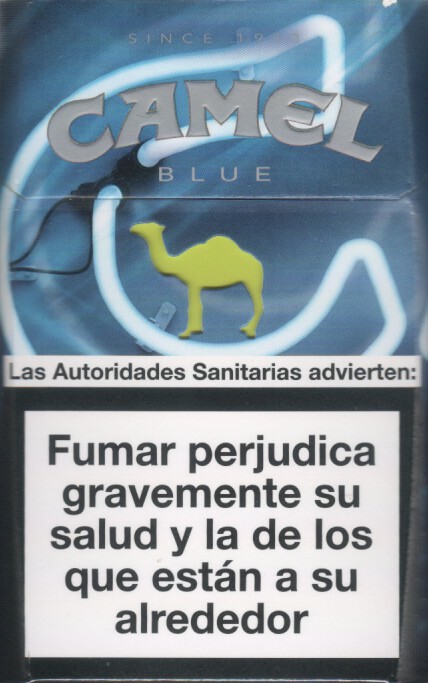 SINCE 1913
CAMEL
BLUE
Las Autoridades Sanitarias advierten:
Fumar perjudica
gravemente su
salud y la de los
que están a su
alrededor